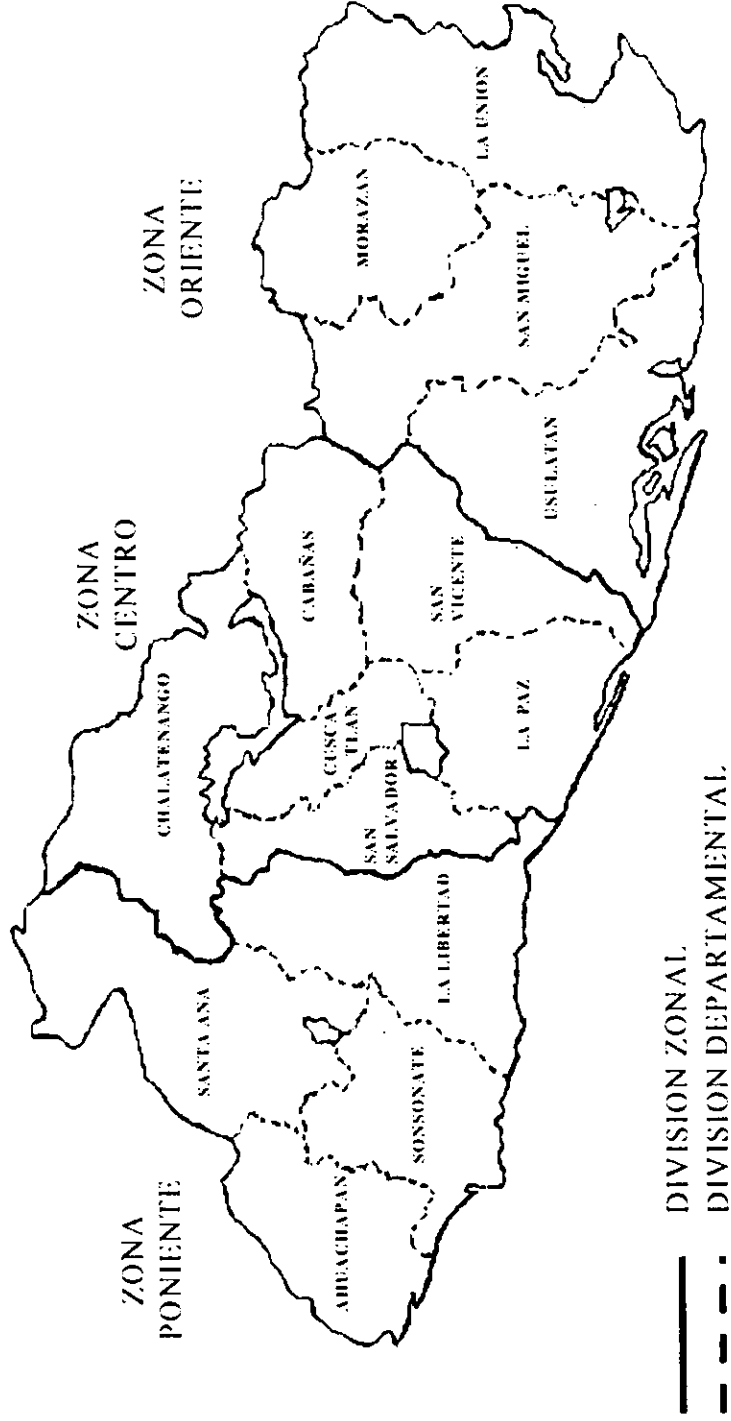 ZONA
PONIENTE
ZONA
CENTRO
ZONA
ORIENTE
CHALATENANGO
SANTA ANA
CABAÑAS
MORAZAN
CUSCA
TLAN
AHUACHAPAN
SAN
SALVADOR
SAN
VICENTE
SONSONATE
LA LIBERTAD
LA PAZ
USULATAN
SAN MIGUEL
LA UNION
DIVISION ZONAL
DIVISION DEPARTAMENTAL